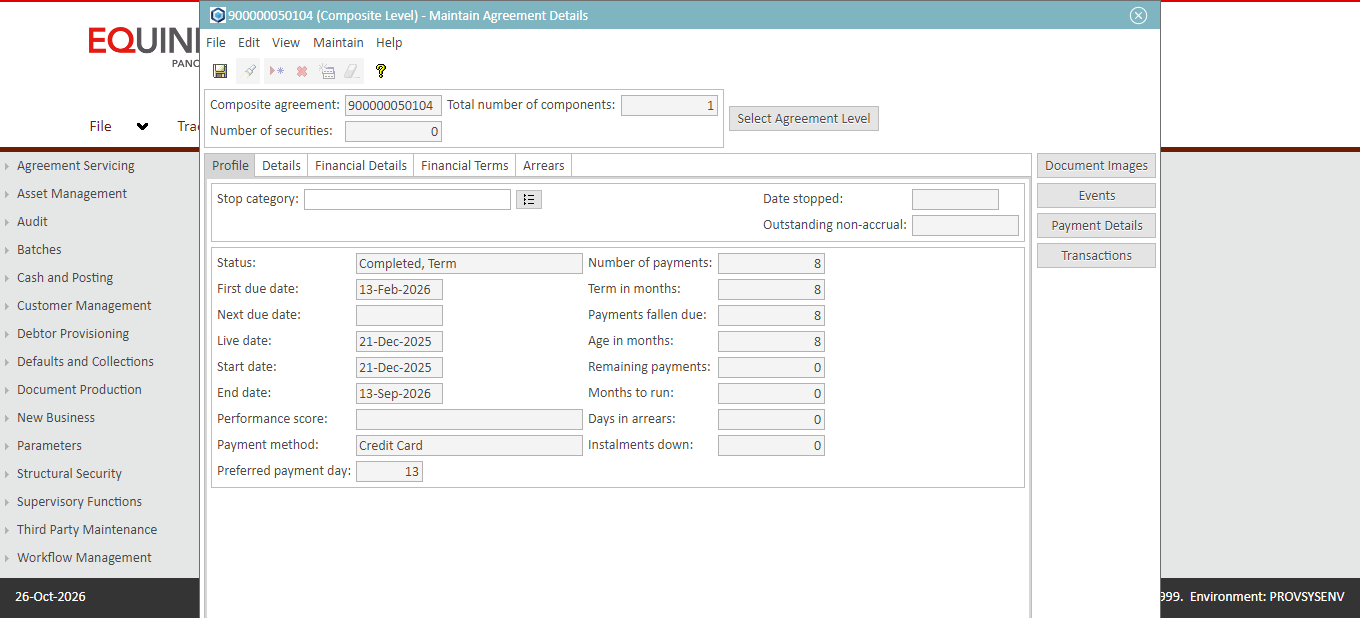 900000050104 (Composite Level) - Maintain Agreement Details
EQUIN
PANO
File Edit View Maintain Help
File
Composite agreement: 900000050104 Total number of components: 1
Number of securities: 0
Select Agreement Level
Profile Details Financial Details Financial Terms Arrears
Stop category:
Date stopped:
Outstanding non-accrual:
Status: Completed, Term Number of payments: 8
First due date: 13-Feb-2026 Term in months: 8
Next due date: Payments fallen due: 8
Live date: 21-Dec-2025 Age in months: 8
Start date: 21-Dec-2025 Remaining payments: 0
End date: 13-Sep-2026 Months to run: 0
Performance score: Days in arrears: 0
Payment method: Credit Card Instalments down: 0
Preferred payment day: 13
Document Images
Events
Payment Details
Transactions
Agreement Servicing
Asset Management
Audit
Batches
Cash and Posting
Customer Management
Debtor Provisioning
Defaults and Collections
Document Production
New Business
Parameters
Structural Security
Supervisory Functions
Third Party Maintenance
Workflow Management
26-Oct-2026
999. Environment: PROVSYSENV